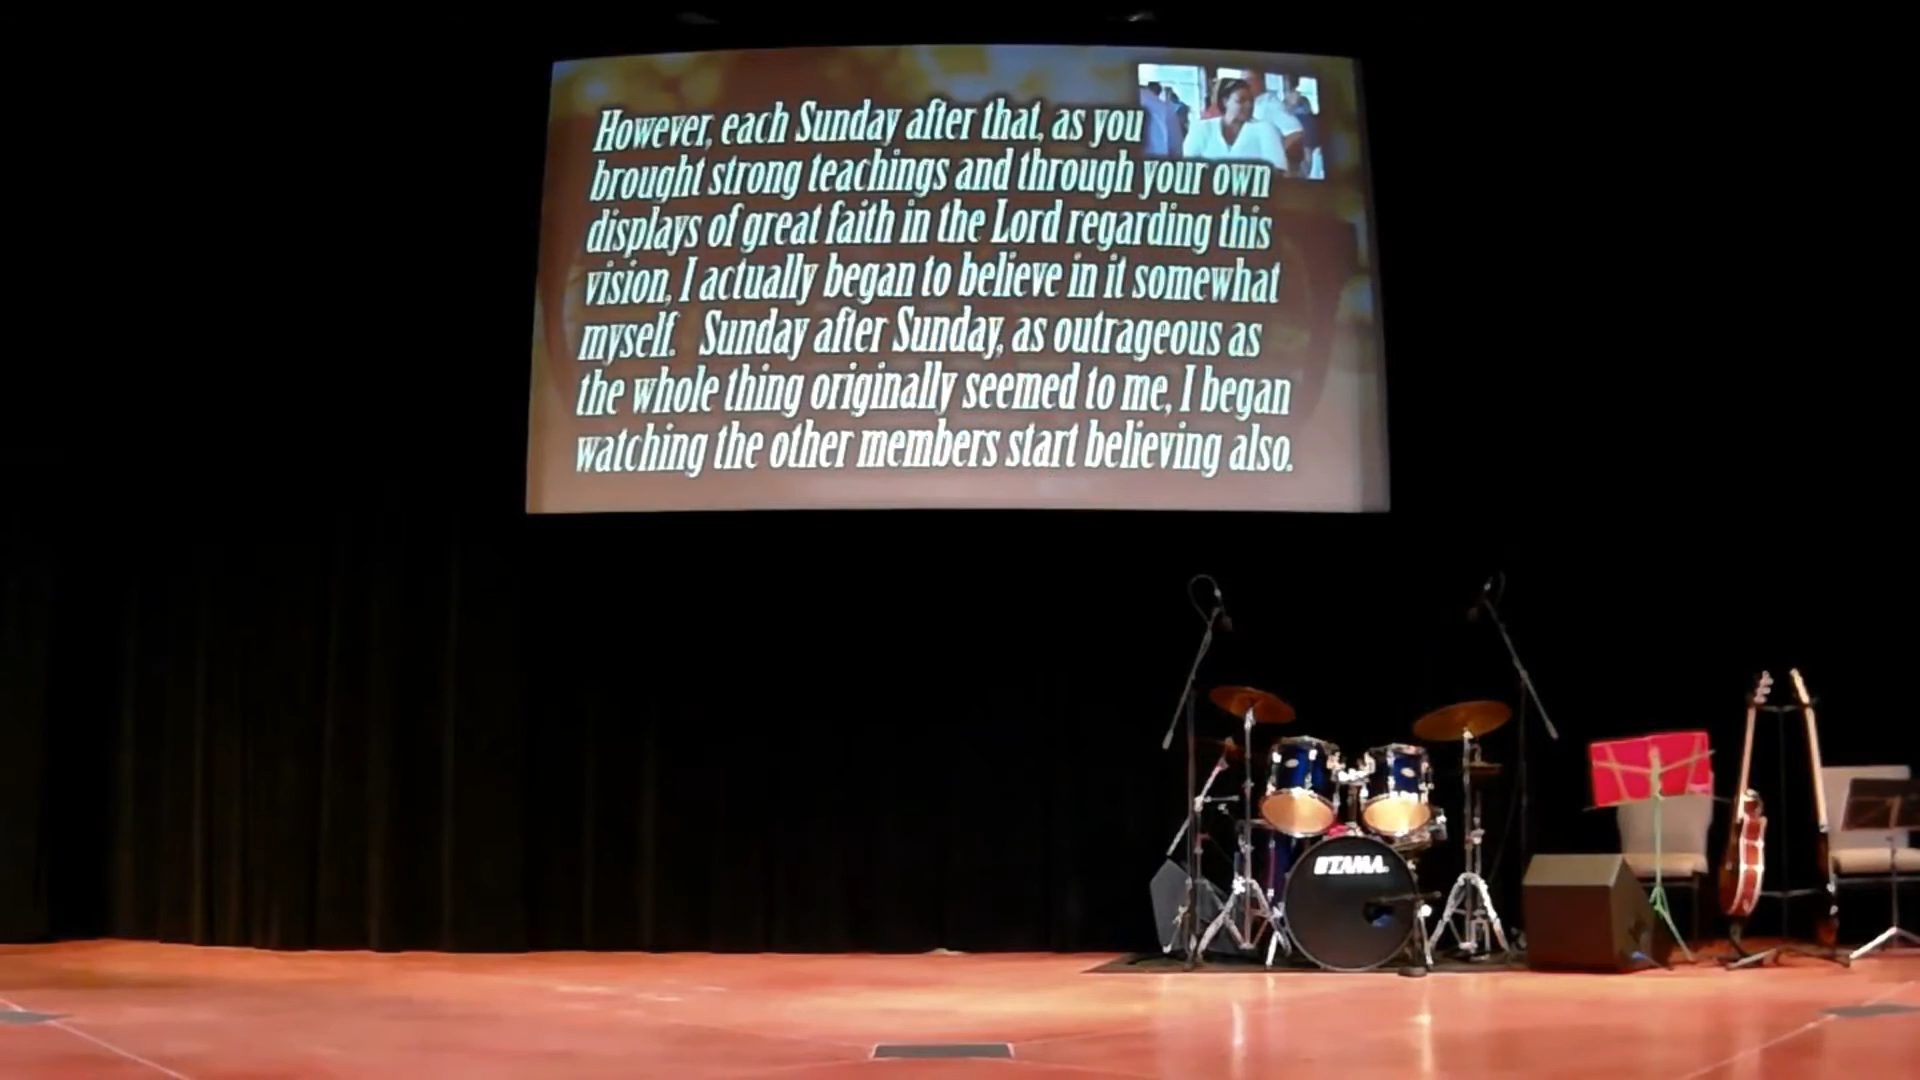 However, each Sunday after that, as you
brought strong teachings and through your own
displays of great faith in the Lord regarding this
vision, I actually began to believe in it somewhat
myself.  Sunday after Sunday, as outrageous as
the whole thing originally seemed to me, I began
watching the other members start believing also.
TAMA